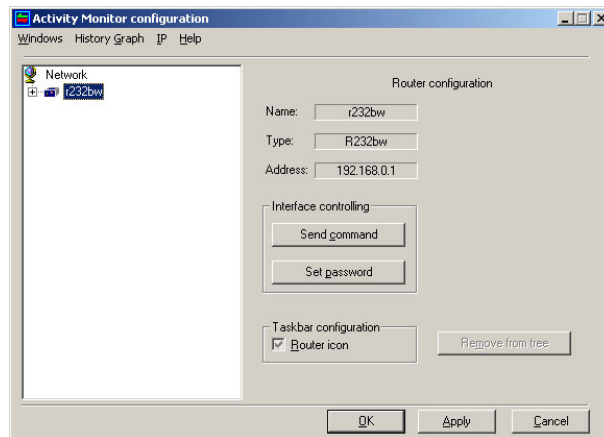 Activity Monitor configuration
Windows History Graph IP Help
Network
r232bw
Router configuration
Name: r232bw
Type: R232bw
Address: 192.168.0.1
Interface controlling
Send command
Set password
Taskbar configuration
Router icon
Remove from tree
OK Apply Cancel